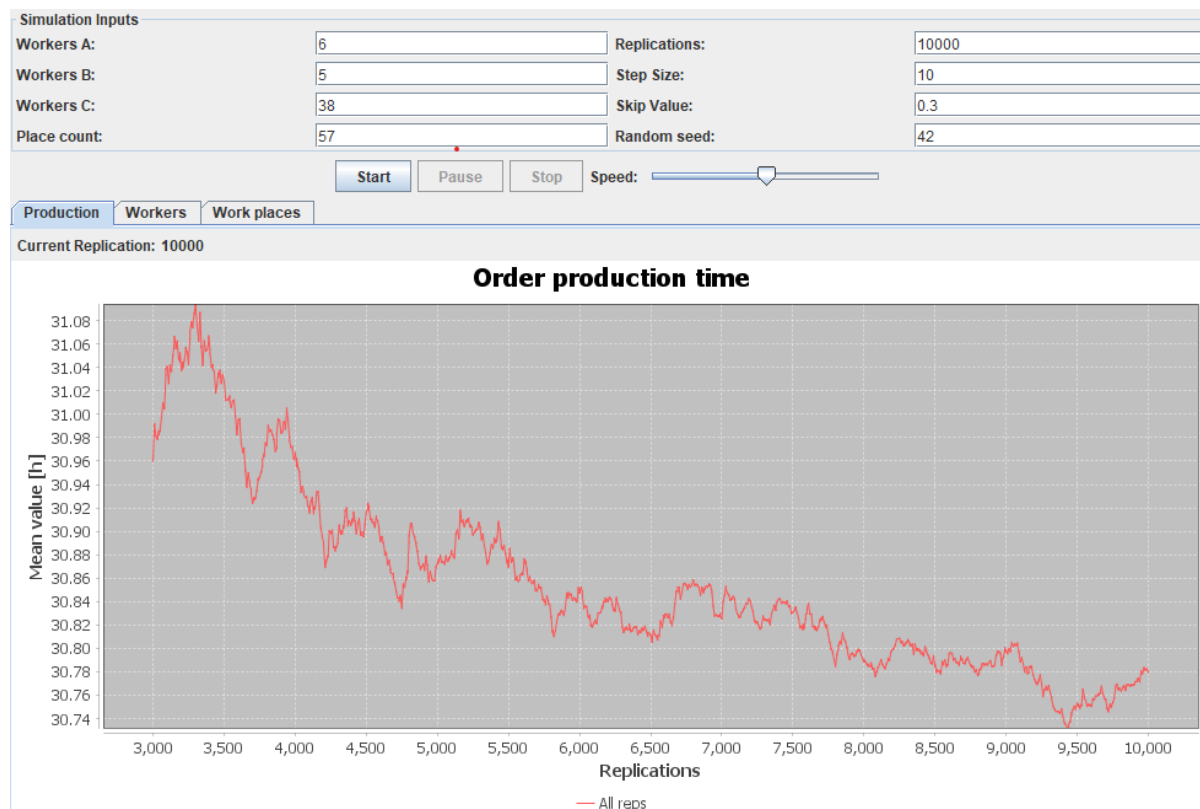 Simulation Inputs
Workers A: 6 Replications: 10000
Workers B: 5 Step Size: 10
Workers C: 38 Skip Value: 0.3
Place count: 57 Random seed: 42
Start Pause Stop Speed:
Production Workers Work places
Current Replication: 10000
Order production time
Mean value [h]
31.08
31.06
31.04
31.02
31.00
30.98
30.96
30.94
30.92
30.90
30.88
30.86
30.84
30.82
30.80
30.78
30.76
30.74
3,000 3,500 4,000 4,500 5,000 5,500 6,000 6,500 7,000 7,500 8,000 8,500 9,000 9,500 10,000
Replications
All reps